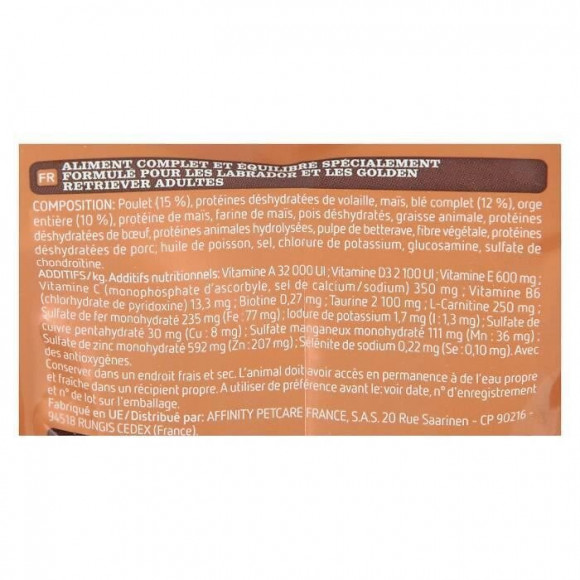 FR
ALIMENT COMPLET ET ÉQUILIBRÉ SPÉCIALEMENT
FORMULÉ POUR LES LABRADOR ET LES GOLDEN
RETRIEVER ADULTES
COMPOSITION: Poulet (15 %), protéines déshydratées de volaille, maïs, blé complet (12 %), orge
entière (10 %), protéine de maïs, farine de maïs, pois déshydratés, graisse animale, protéines
déshydratées de bœuf, protéines animales hydrolysées, pulpe de betterave, fibre végétale, protéines
déshydratées de porc, huile de poisson, sel, chlorure de potassium, glucosamine, sulfate de
chondroïtine.
ADDITIFS/kg. Additifs nutritionnels: Vitamine A 32 000 UI ; Vitamine D3 2 100 UI ; Vitamine E 600 mg ;
Vitamine C (monophosphate d'ascorbyle, sel de calcium/sodium) 350 mg ; Vitamine B6
(chlorhydrate de pyridoxine) 13,3 mg ; Biotine 0,27 mg ; Taurine 2 100 mg ; L-Carnitine 250 mg ;
Sulfate de fer monohydraté 235 mg (Fe : 77 mg) ; Iodure de potassium 1,7 mg (I : 1,3 mg) ; Sulfate de
cuivre pentahydraté 30 mg (Cu : 8 mg) ; Sulfate manganeux monohydraté 111 mg (Mn : 36 mg) ;
Sulfate de zinc monohydraté 592 mg (Zn : 207 mg) ; Sélénite de sodium 0,22 mg (Se : 0,10 mg). Avec
des antioxygènes.
Conserver dans un endroit frais et sec. L'animal doit avoir accès en permanence à de l'eau propre
et fraîche dans un récipient propre. A utiliser de préférence avant le: voir date, n° d'enregistrement
et n° de lot sur l'emballage.
Fabriqué en UE/Distribué par: AFFINITY PETCARE FRANCE, S.A.S. 20 Rue Saarinen - CP 90216 -
94518 RUNGIS CEDEX (France).